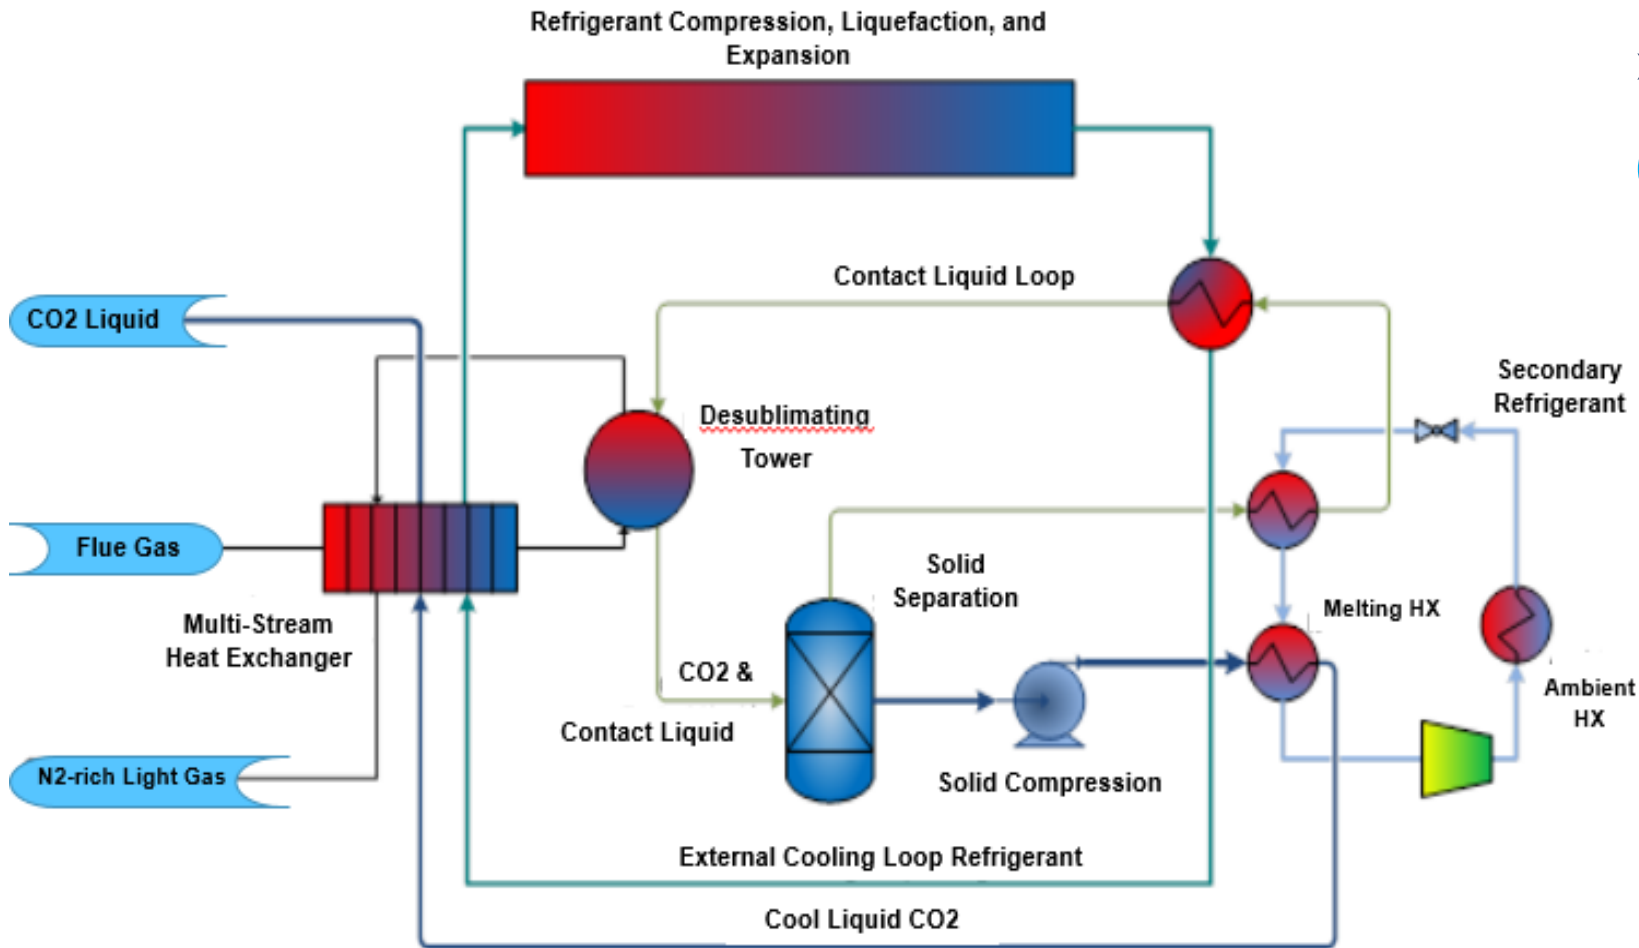 Refrigerant Compression, Liquefaction, and
Expansion
Contact Liquid Loop
CO2 Liquid
Secondary
Refrigerant
Desublimating
Tower
Flue Gas
Solid
Separation
Melting HX
Multi-Stream
Heat Exchanger
CO2 &
Ambient
HX
Contact Liquid
N2-rich Light Gas
Solid Compression
External Cooling Loop Refrigerant
Cool Liquid CO2